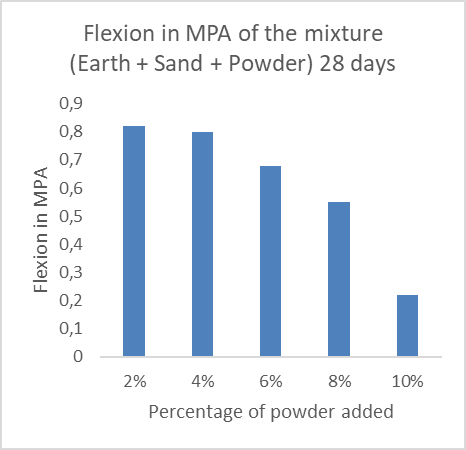 Flexion in MPA of the mixture
(Earth + Sand + Powder) 28 days
Flexion in MPA
0,9
0,8
0,7
0,6
0,5
0,4
0,3
0,2
0,1
0
2% 4% 6% 8% 10%
Percentage of powder added